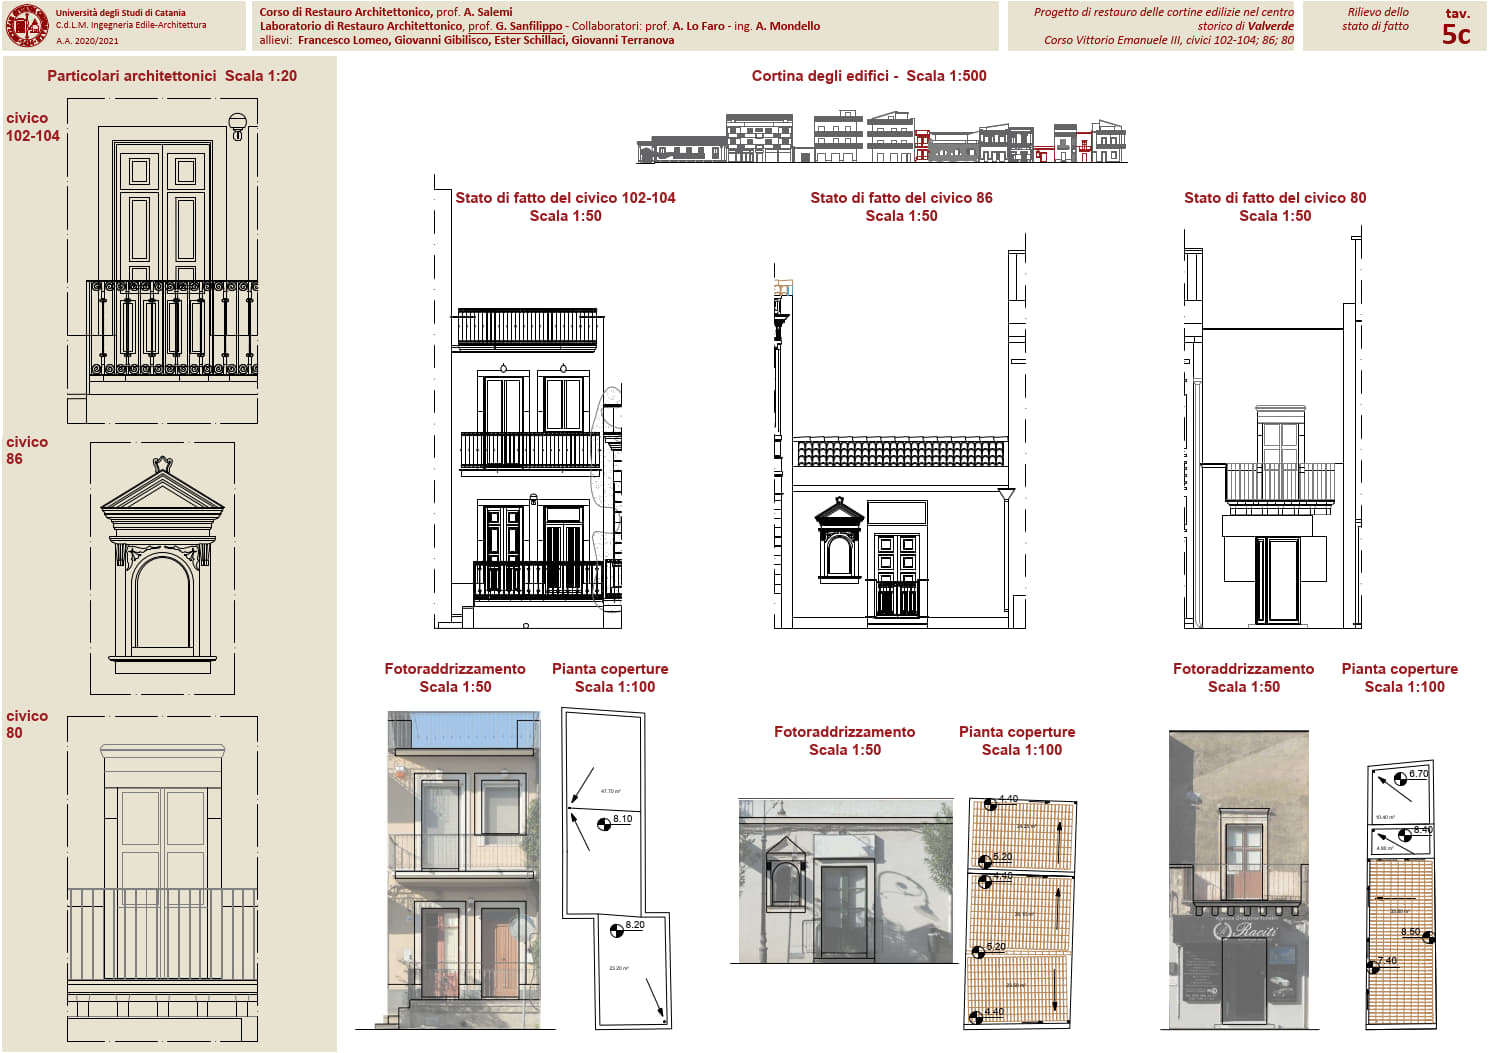 Università degli Studi di Catania
C.d.L.M. Ingegneria Edile-Architettura
A.A. 2020/2021
Corso di Restauro Architettonico, prof. A. Salemi
Laboratorio di Restauro Architettonico, prof. G. Sanfilippo - Collaboratori: prof. A. Lo Faro - ing. A. Mondello
allievi: Francesco Lomeo, Giovanni Gibilisco, Ester Schillaci, Giovanni Terranova
Progetto di restauro delle cortine edilizie nel centro
storico di Valverde
Corso Vittorio Emanuele III, civici 102-104; 86; 80
Rilievo dello
stato di fatto
tav.
5c
Particolari architettonici Scala 1:20
civico
102-104
civico
86
civico
80
Cortina degli edifici - Scala 1:500
Stato di fatto del civico 102-104
Scala 1:50
Stato di fatto del civico 86
Scala 1:50
Stato di fatto del civico 80
Scala 1:50
Fotoraddrizzamento
Scala 1:50
Pianta coperture
Scala 1:100
47.70 m²
8.10
8.20
23.20 m²
Fotoraddrizzamento
Scala 1:50
Pianta coperture
Scala 1:100
4.40
5.20
4.40
5.20
4.40
Fotoraddrizzamento
Scala 1:50
Raciti
Pianta coperture
Scala 1:100
6.70
10.40 m²
8.40
4.90 m²
8.50
7.40